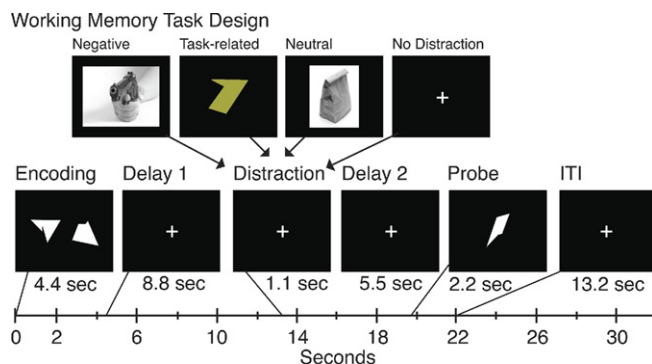 Working Memory Task Design
Negative Task-related Neutral No Distraction
Encoding Delay 1 Distraction Delay 2 Probe ITI
4.4 sec 8.8 sec 1.1 sec 5.5 sec 2.2 sec 13.2 sec
0 2 6 10 14 18 22 26 30
Seconds